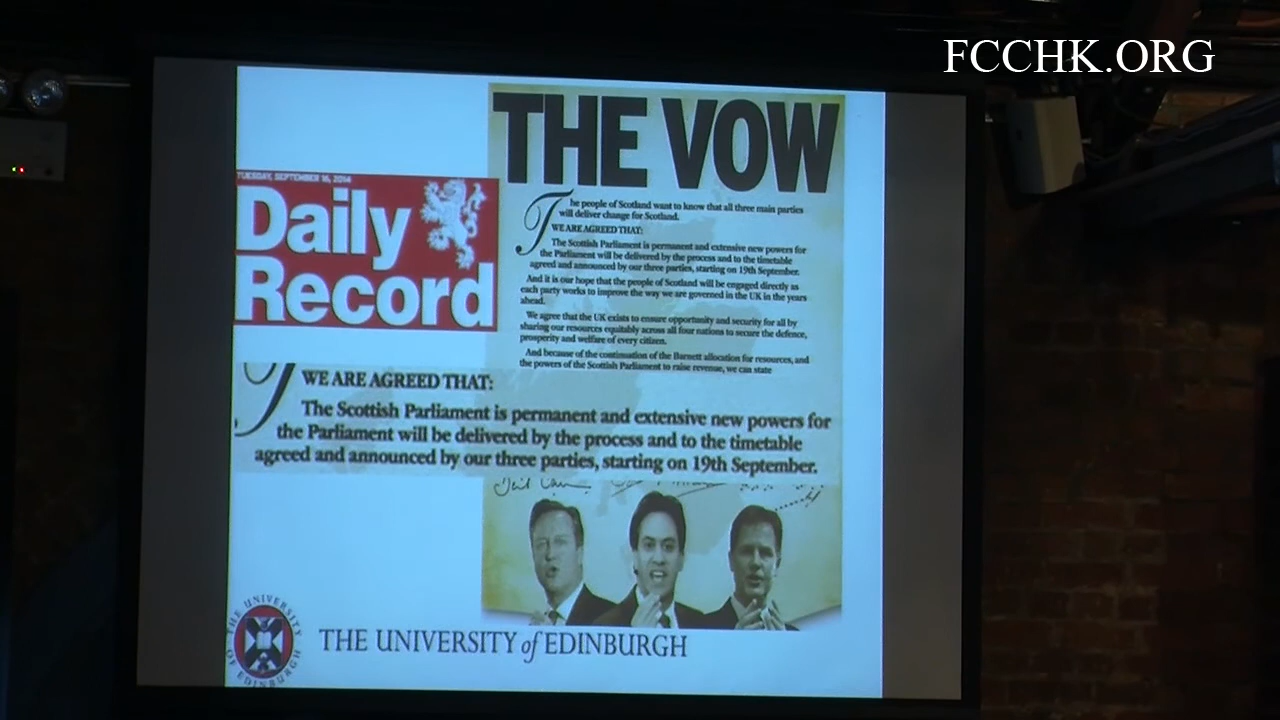 FCCHK.ORG
THE VOW
TUESDAY, SEPTEMBER 16, 2014
Daily
Record
The people of Scotland want to know that all three main parties
will deliver change for Scotland.
WE ARE AGREED THAT:
The Scottish Parliament is permanent and extensive new powers for
the Parliament will be delivered by the process and to the timetable
agreed and announced by our three parties, starting on 19th September.
And it is our hope that the people of Scotland will be engaged directly as
each party works to improve the way we are governed in the UK in the years
ahead.
We agree that the UK exists to ensure opportunity and security for all by
sharing our resources equitably across all four nations to secure the defence,
prosperity and welfare of every citizen.
And because of the continuation of the Barnett allocation for resources, and
the powers of the Scottish Parliament to raise revenue, we can state
WE ARE AGREED THAT:
The Scottish Parliament is permanent and extensive new powers for
the Parliament will be delivered by the process and to the timetable
agreed and announced by our three parties, starting on 19th September.
THE UNIVERSITY OF EDINBURGH
THE UNIVERSITY of EDINBURGH